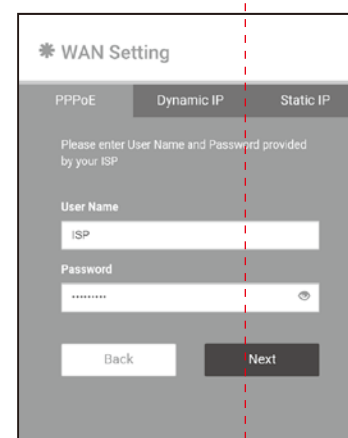 WAN Setting
PPPoE Dynamic IP Static IP
Please enter User Name and Password provided
by your ISP
User Name
ISP
Password
•••••••••
Back Next